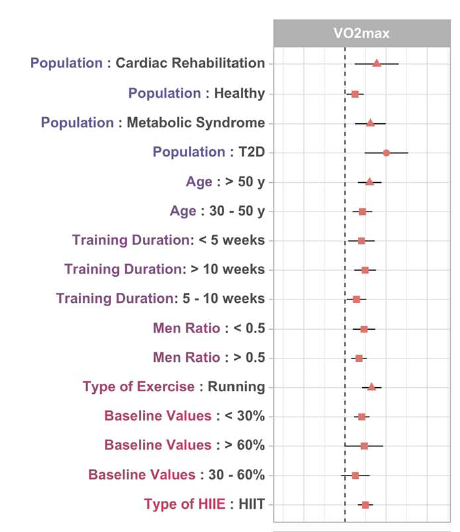 VO2max
Population : Cardiac Rehabilitation
Population : Healthy
Population : Metabolic Syndrome
Population : T2D
Age : > 50 y
Age : 30 - 50 y
Training Duration: < 5 weeks
Training Duration: > 10 weeks
Training Duration: 5 - 10 weeks
Men Ratio : < 0.5
Men Ratio : > 0.5
Type of Exercise : Running
Baseline Values : < 30%
Baseline Values : > 60%
Baseline Values : 30 - 60%
Type of HIIE : HIIT